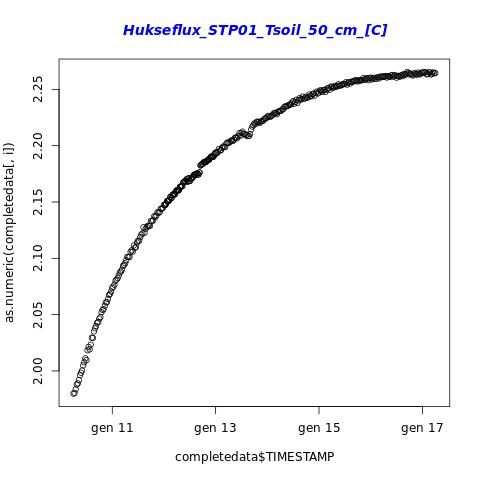 Hukseflux_STP01_Tsoil_50_cm_[C]
as.numeric(completedata[, i])
2.25
2.20
2.15
2.10
2.05
2.00
gen 11 gen 13 gen 15 gen 17
completedata$TIMESTAMP